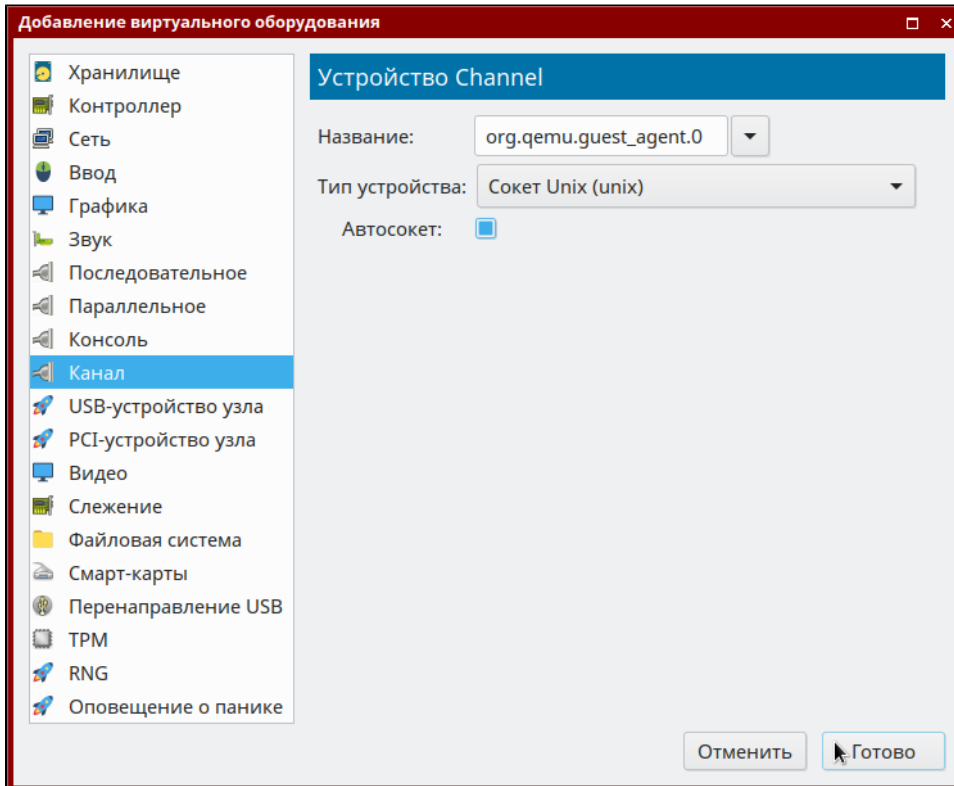 Добавление виртуального оборудования
Хранилище
Контроллер
Сеть
Ввод
Графика
Звук
Последовательное
Параллельное
Консоль
Канал
USB-устройство узла
PCI-устройство узла
Видео
Слежение
Файловая система
Смарт-карты
Перенаправление USB
TPM
RNG
Оповещение о панике
Устройство Channel
Название: org.qemu.guest_agent.0
Тип устройства: Сокет Unix (unix)
Автосокет:
Отменить Готово